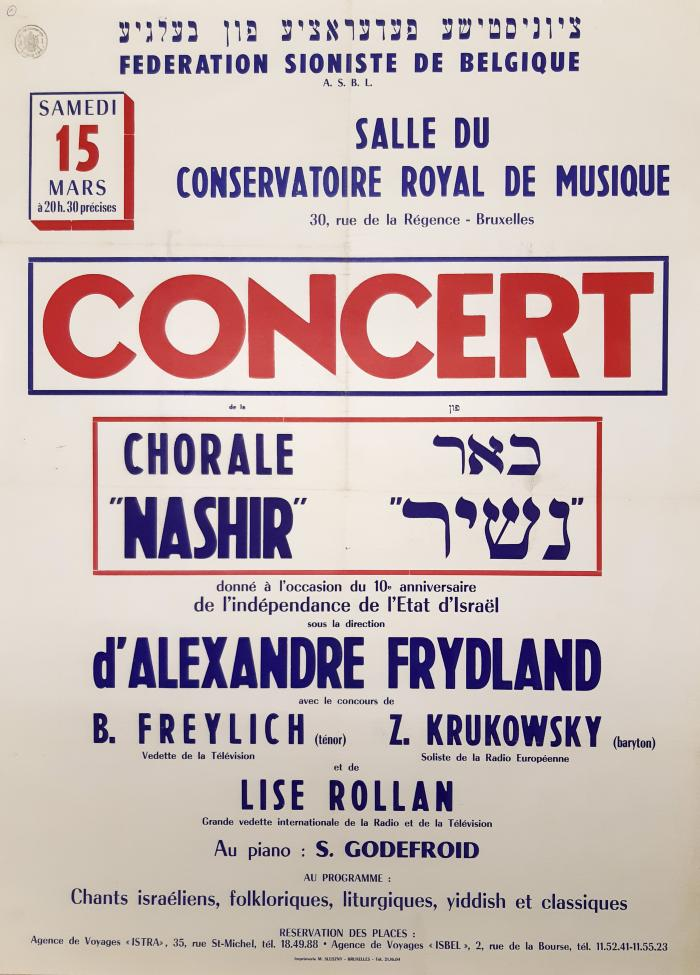 ציוניסטישע פעדעראציע פון בעלגיע
FEDERATION SIONISTE DE BELGIQUE
A. S. B. L.
SAMEDI
15
MARS
à 20 h. 30 précises
SALLE DU
CONSERVATOIRE ROYAL DE MUSIQUE
30, rue de la Régence - Bruxelles
CONCERT
de la
פון
CHORALE
"NASHIR"
כאר
"נשיר"
donné à l'occasion du 10e anniversaire
de l'indépendance de l'Etat d'Israël
sous la direction
d'ALEXANDRE FRYDLAND
avec le concours de
B. FREYLICH (ténor)
Vedette de la Télévision
Z. KRUKOWSKY (baryton)
Soliste de la Radio Européenne
et de
LISE ROLLAN
Grande vedette internationale de la Radio et de la Télévision
Au piano : S. GODEFROID
AU PROGRAMME :
Chants israéliens, folkloriques, liturgiques, yiddish et classiques
RESERVATION DES PLACES :
Agence de Voyages «ISTRA», 35, rue St-Michel, tél. 18.49.88 • Agence de Voyages «ISBEL», 2, rue de la Bourse, tél. 11.52.41-11.55.23
Imprimerie M. SLUSZNY - BRUXELLES - Tél.